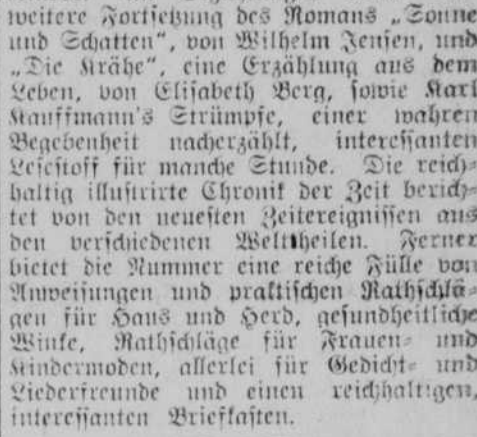 weitere Fortsetzung des Romans „Sonne
und Schatten“, von Wilhelm Jensen, und
„Die Krähe“, eine Erzählung aus dem
Leben, von Elisabeth Berg, sowie Karl
Kauffmann's Strümpfe, einer wahren
Begebenheit nacherzählt, interessanten
Lesestoff für manche Stunde. Die reich-
haltig illustrirte Chronik der Zeit berich-
tet von den neuesten Zeitereignissen aus
den verschiedenen Welttheilen. Ferner
bietet die Nummer eine reiche Fülle von
Anweisungen und praktischen Rathschlä-
gen für Haus und Herd, gesundheitliche
Winke, Rathschläge für Frauen- und
Kindermoden, allerlei für Gedicht- und
Liederfreunde und einen reichhaltigen,
interessanten Briefkasten.